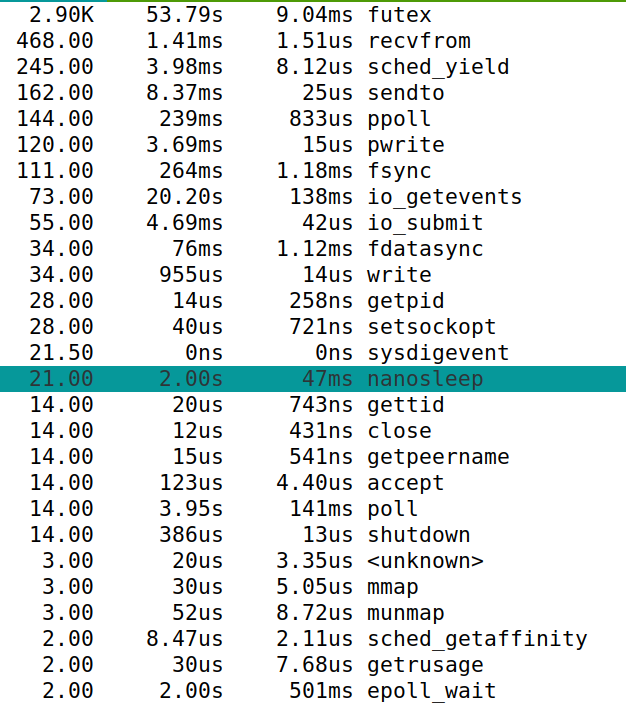 2.90K 53.79s 9.04ms futex
468.00 1.41ms 1.51us recvfrom
245.00 3.98ms 8.12us sched_yield
162.00 8.37ms 25us sendto
144.00 239ms 833us ppoll
120.00 3.69ms 15us pwrite
111.00 264ms 1.18ms fsync
73.00 20.20s 138ms io_getevents
55.00 4.69ms 42us io_submit
34.00 76ms 1.12ms fdatasync
34.00 955us 14us write
28.00 14us 258ns getpid
28.00 40us 721ns setsockopt
21.50 0ns 0ns sysdigevent
21.00 2.00s 47ms nanosleep
14.00 20us 743ns gettid
14.00 12us 431ns close
14.00 15us 541ns getpeername
14.00 123us 4.40us accept
14.00 3.95s 141ms poll
14.00 386us 13us shutdown
3.00 20us 3.35us <unknown>
3.00 30us 5.05us mmap
3.00 52us 8.72us munmap
2.00 8.47us 2.11us sched_getaffinity
2.00 30us 7.68us getrusage
2.00 2.00s 501ms epoll_wait